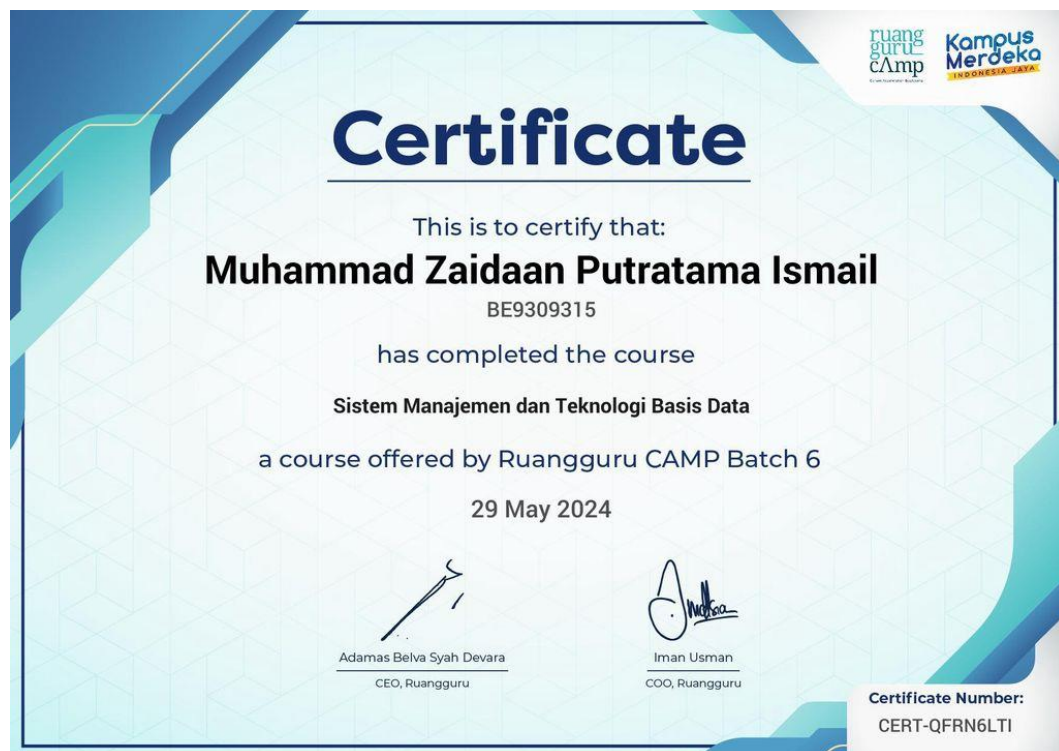 ruang
guru
cΛmp
Kampus
Merdeka
INDONESIA JAYA
Certificate
This is to certify that:
Muhammad Zaidaan Putratama Ismail
BE9309315
has completed the course
Sistem Manajemen dan Teknologi Basis Data
a course offered by Ruangguru CAMP Batch 6
29 May 2024
Adamas Belva Syah Devara
Iman Usman
CEO, Ruangguru
COO, Ruangguru
Certificate Number:
CERT-QFRN6LTI